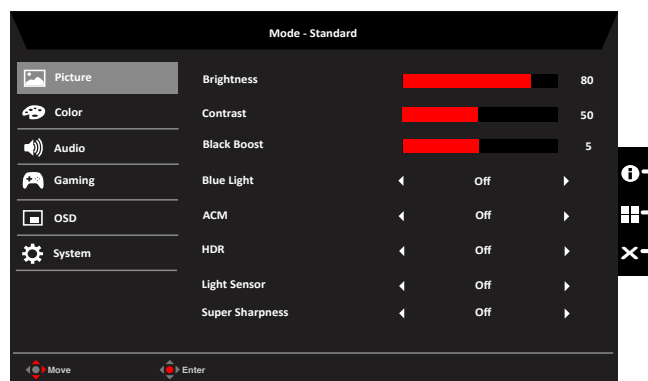 Mode - Standard
Picture
Color
Audio
Gaming
OSD
System
Brightness 80
Contrast 50
Black Boost 5
Blue Light Off
ACM Off
HDR Off
Light Sensor Off
Super Sharpness Off
Move Enter